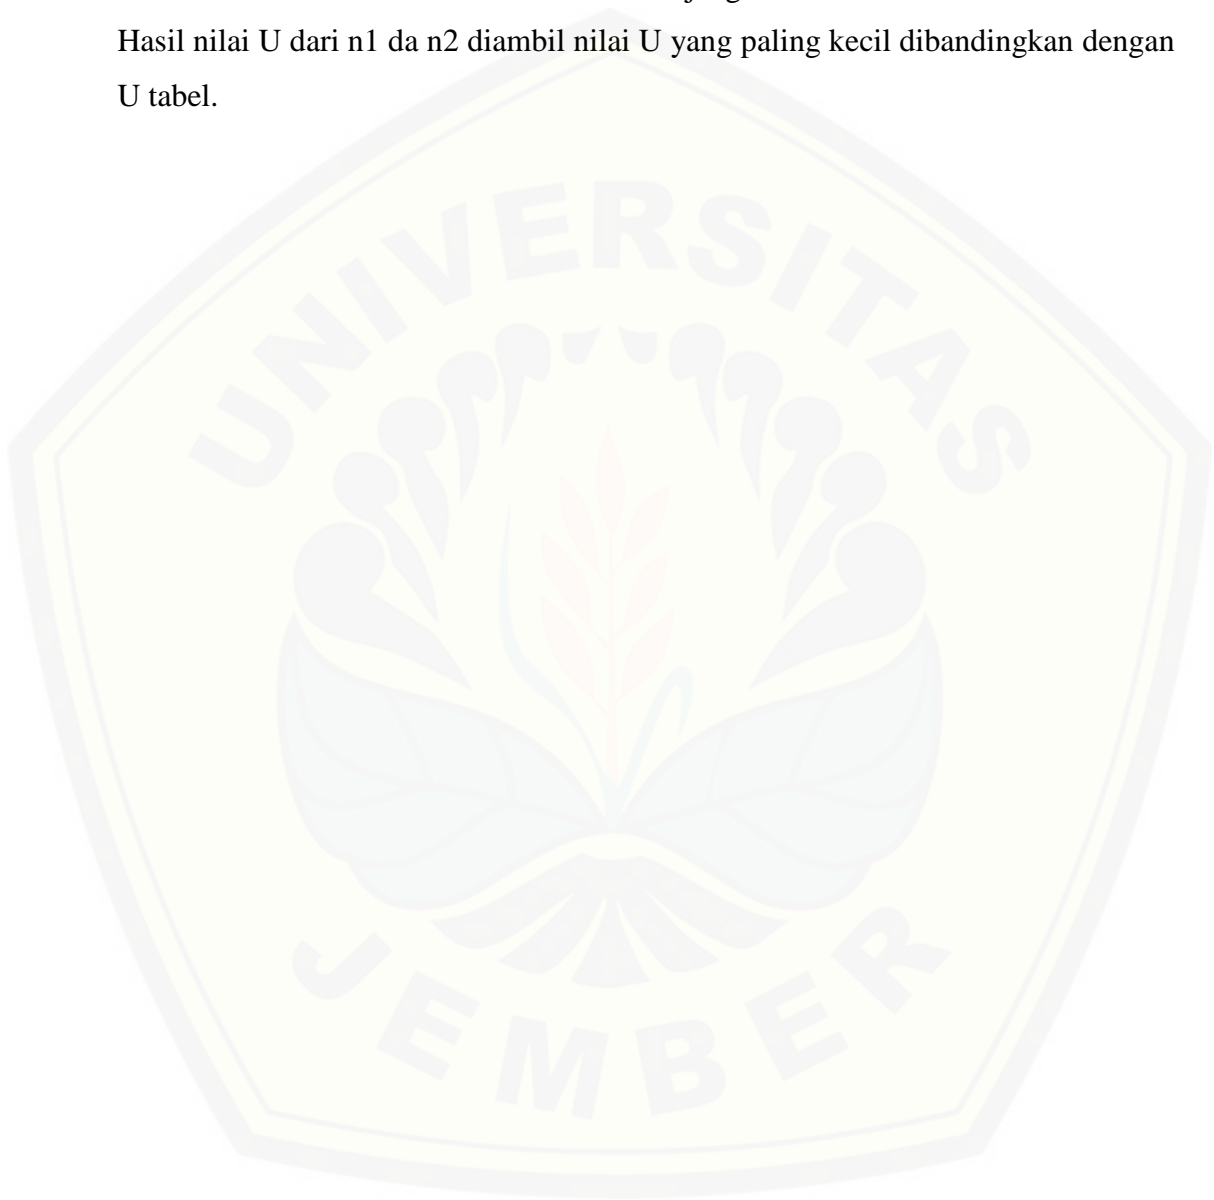 Hasil nilai U dari n1 da n2 diambil nilai U yang paling kecil dibandingkan dengan
U tabel.
UNIVERSITAS
JEMBER